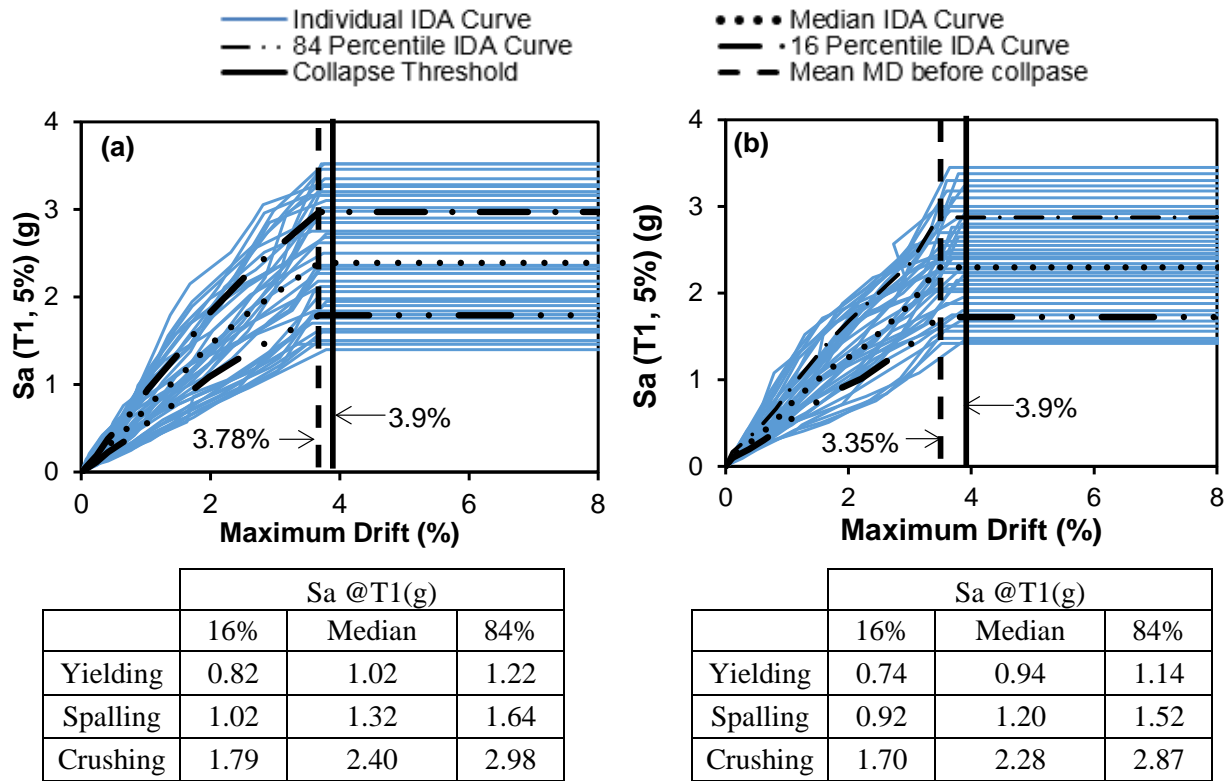 Individual IDA Curve
84 Percentile IDA Curve
Collapse Threshold
Median IDA Curve
16 Percentile IDA Curve
Mean MD before collpase
(a)
Sa (T1, 5%) (g)
4
3
2
1
0
3.78%
3.9%
0 2 4 6 8
Maximum Drift (%)
(b)
Sa (T1, 5%) (g)
4
3
2
1
0
3.35%
3.9%
0 2 4 6 8
Maximum Drift (%)
Sa @T1(g)
16% Median 84%
Yielding 0.82 1.02 1.22
Spalling 1.02 1.32 1.64
Crushing 1.79 2.40 2.98
Sa @T1(g)
16% Median 84%
Yielding 0.74 0.94 1.14
Spalling 0.92 1.20 1.52
Crushing 1.70 2.28 2.87